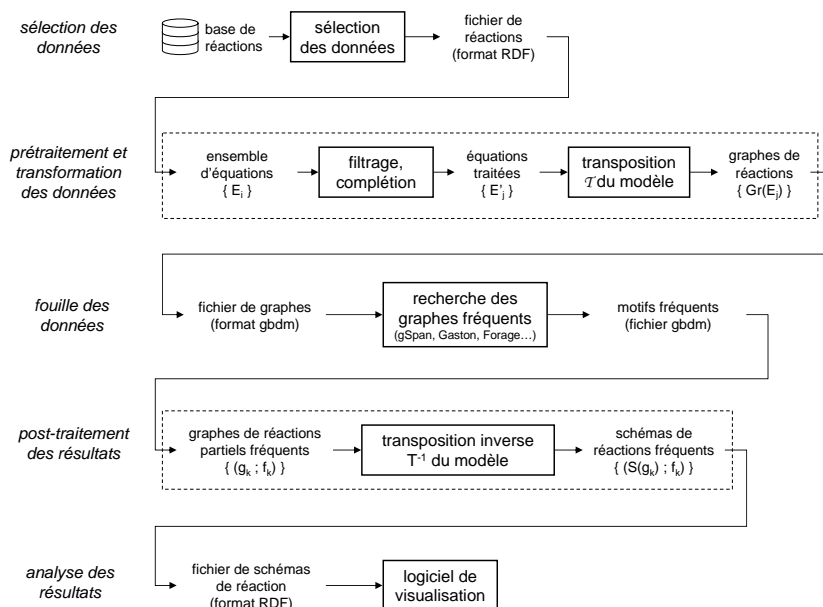 sélection des
données
base de
réactions
sélection
des données
fichier de
réactions
(format RDF)
prétraitement et
transformation
des données
ensemble
d'équations
{ Ei }
filtrage,
complétion
équations
traitées
{ E'j }
transposition
𝒯 du modèle
graphes de
réactions
{ Gr(Ej) }
fouille des
données
fichier de graphes
(format gbdm)
recherche des
graphes fréquents
(gSpan, Gaston, Forage…)
motifs fréquents
(fichier gbdm)
post-traitement
des résultats
graphes de réactions
partiels fréquents
{ (gk ; fk) }
transposition inverse
T-1 du modèle
schémas de
réactions fréquents
{ (S(gk) ; fk) }
analyse des
résultats
fichier de schémas
de réaction
(format RDF)
logiciel de
visualisation